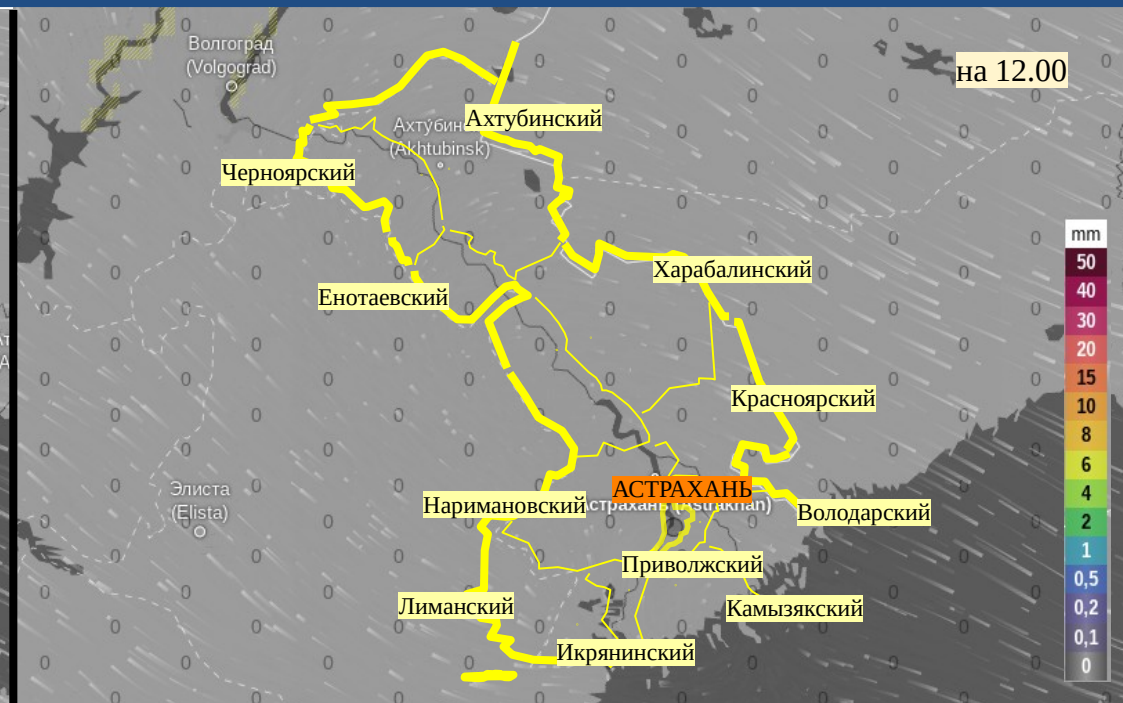 Волгоград
(Volgograd)
на 12.00
Ахтубинский
(Akhtubinsk)
Черноярский
mm
50
40
30
20
15
10
8
6
4
2
1
0,5
0,2
0,1
0
Харабалинский
Енотаевский
Красноярский
Элиста
(Elista)
АСТРАХАНЬ
Астрахань (Astrakhan)
Наримановский
Володарский
Приволжский
Лиманский
Камызякский
Икрянинский